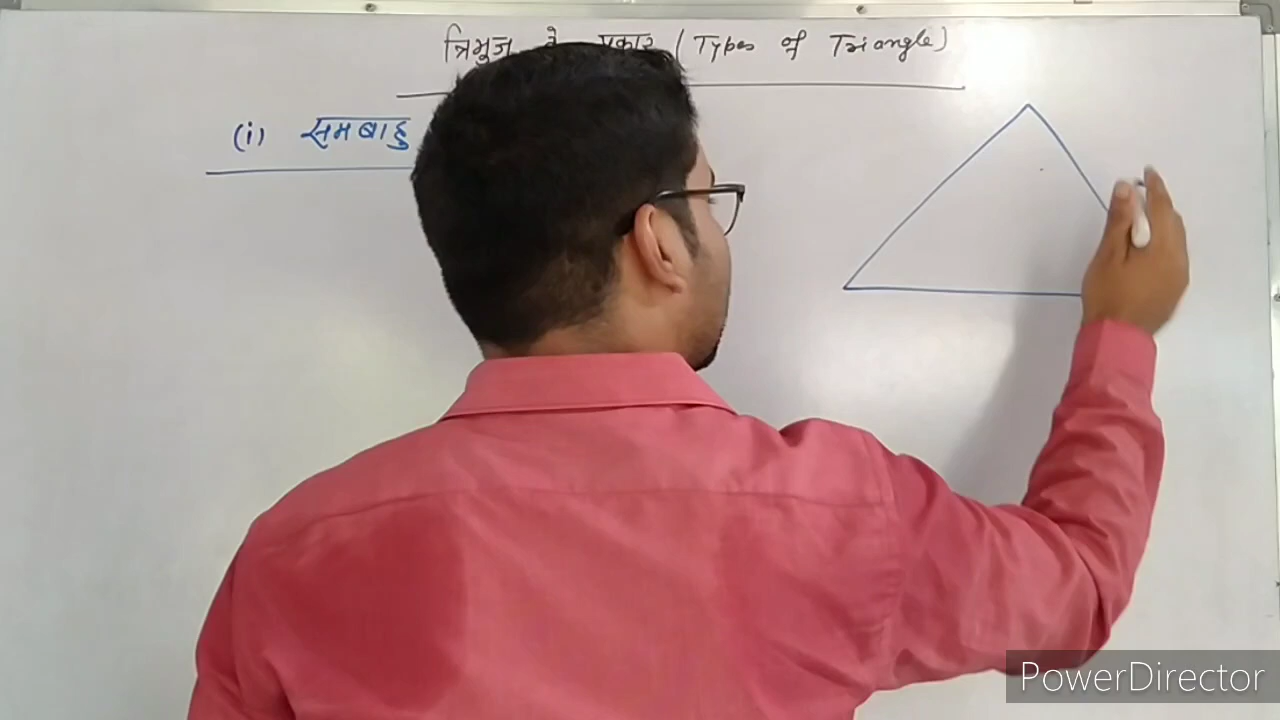 त्रिभुज के प्रकार (Types of Triangle)
(i) समबाहु
PowerDirector